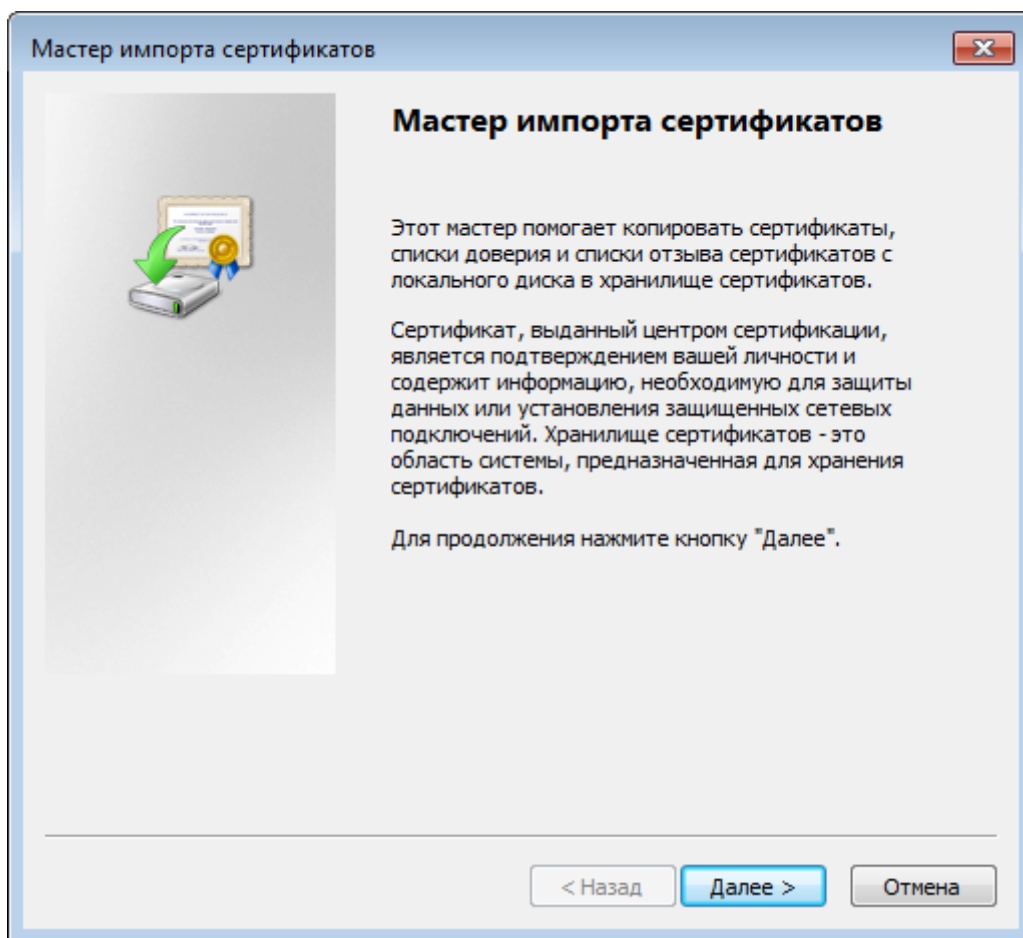 Мастер импорта сертификатов
Мастер импорта сертификатов
Этот мастер помогает копировать сертификаты,
списки доверия и списки отзыва сертификатов с
локального диска в хранилище сертификатов.
Сертификат, выданный центром сертификации,
является подтверждением вашей личности и
содержит информацию, необходимую для защиты
данных или установления защищенных сетевых
подключений. Хранилище сертификатов - это
область системы, предназначенная для хранения
сертификатов.
Для продолжения нажмите кнопку "Далее".
< Назад
Далее >
Отмена